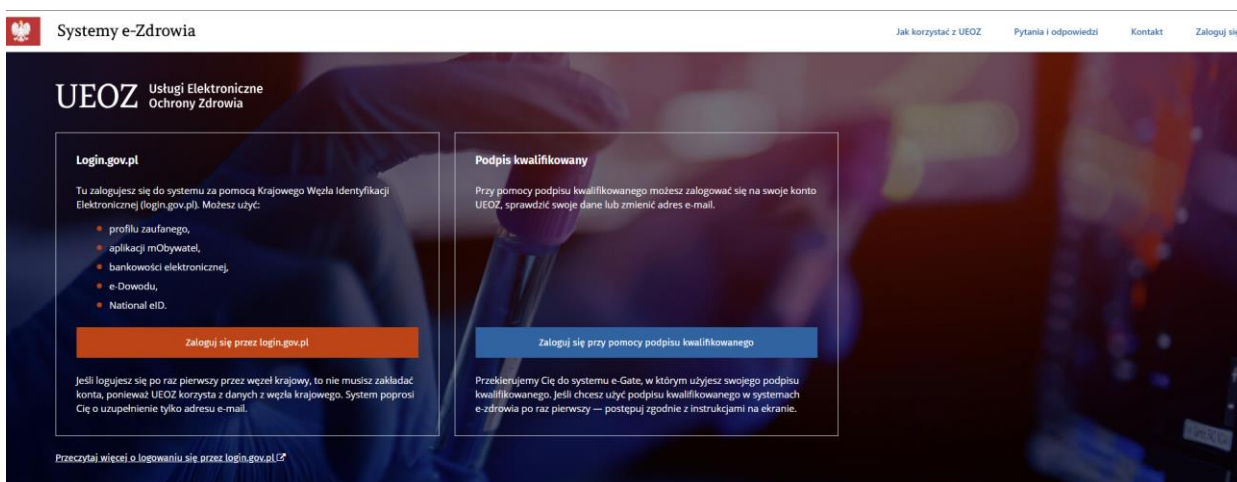 Systemy e-Zdrowia
Jak korzystać z UEOZ
Pytania i odpowiedzi
Kontakt
Zaloguj się
UEOZ
Usługi Elektroniczne
Ochrony Zdrowia
Login.gov.pl
Tu zalogujesz się do systemu za pomocą Krajowego Węzła Identyfikacji
Elektronicznej (login.gov.pl). Możesz użyć:
profilu zaufanego,
aplikacji mObywatel,
bankowości elektronicznej,
e-Dowodu,
National eID.
Zaloguj się przez login.gov.pl
Jeśli logujesz się po raz pierwszy przez węzeł krajowy, to nie musisz zakładać
konta, ponieważ UEOZ korzysta z danych z węzła krajowego. System poprosi
Cię o uzupełnienie tylko adresu e-mail.
Podpis kwalifikowany
Przy pomocy podpisu kwalifikowanego możesz zalogować się na swoje konto
UEOZ, sprawdzić swoje dane lub zmienić adres e-mail.
Zaloguj się przy pomocy podpisu kwalifikowanego
Przekierujemy Cię do systemu e-Gate, w którym użyjesz swojego podpisu
kwalifikowanego. Jeśli chcesz użyć podpisu kwalifikowanego w systemach
e-zdrowia po raz pierwszy — postępuj zgodnie z instrukcjami na ekranie.
Przeczytaj więcej o logowaniu się przez login.gov.pl